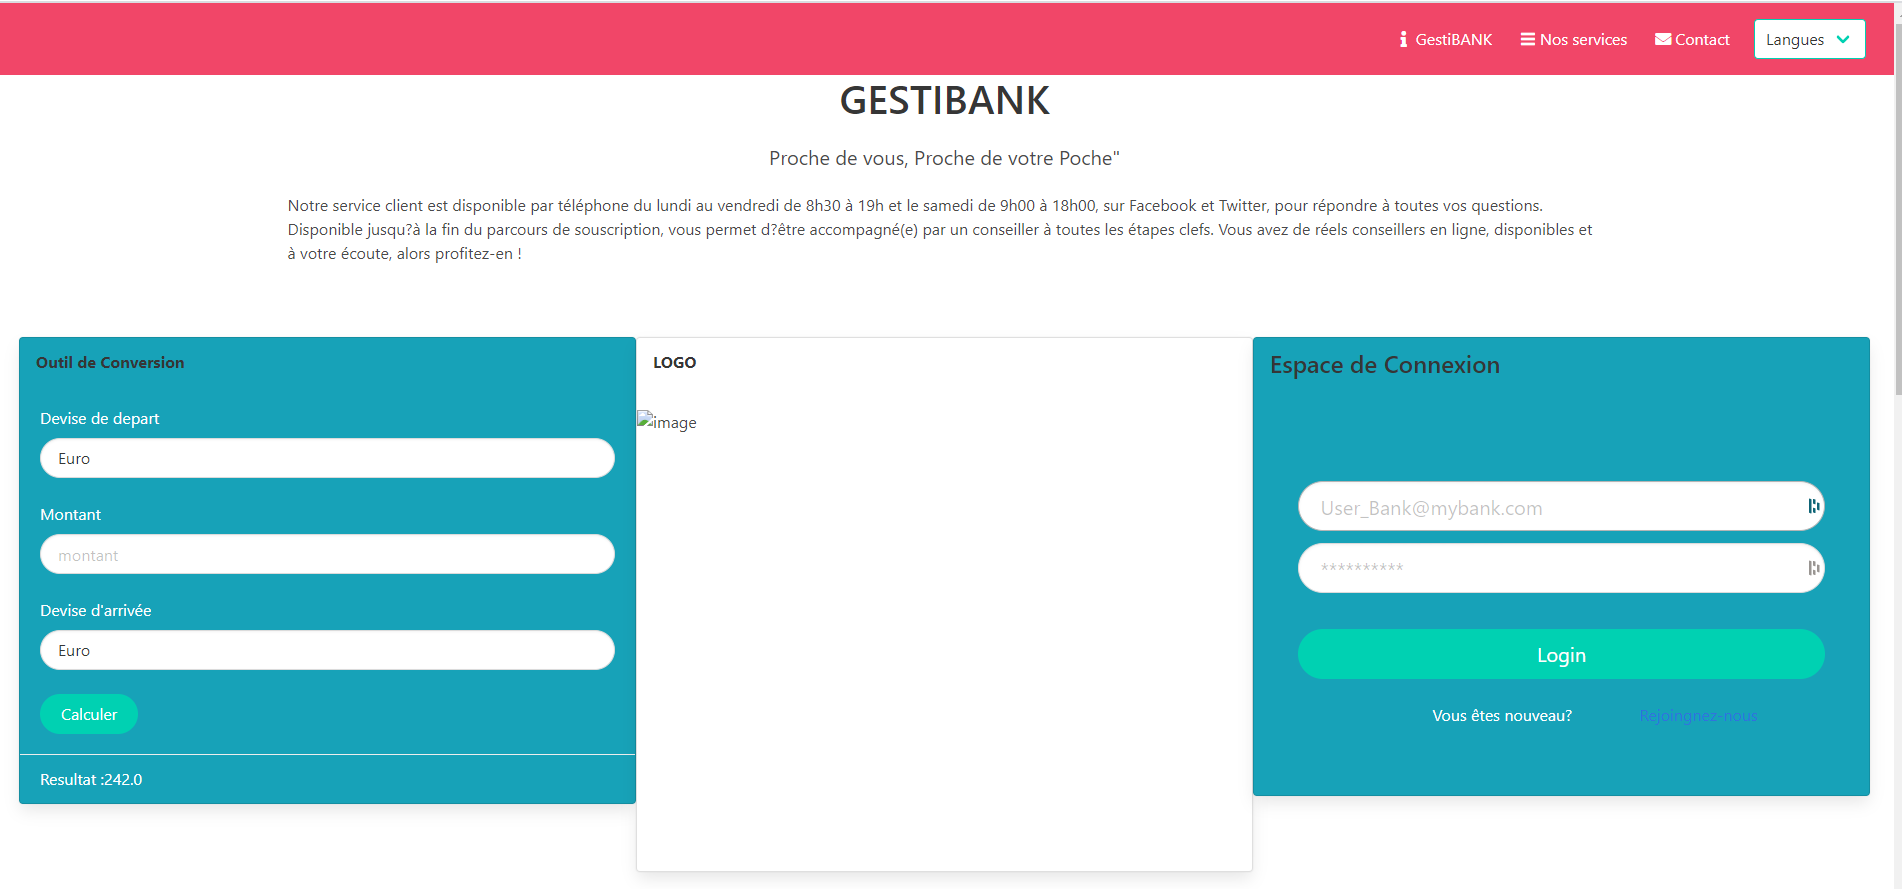 GestiBANK
Nos services
Contact
Langues
GESTIBANK
Proche de vous, Proche de votre Poche"
Notre service client est disponible par téléphone du lundi au vendredi de 8h30 à 19h et le samedi de 9h00 à 18h00, sur Facebook et Twitter, pour répondre à toutes vos questions.
Disponible jusqu?à la fin du parcours de souscription, vous permet d?être accompagné(e) par un conseiller à toutes les étapes clefs. Vous avez de réels conseillers en ligne, disponibles et
à votre écoute, alors profitez-en !
Outil de Conversion
Devise de depart
Euro
Montant
montant
Devise d'arrivée
Euro
Calculer
Resultat :242.0
LOGO
image
Espace de Connexion
User_Bank@mybank.com
**********
Login
Vous êtes nouveau?
Rejoingnez-nous